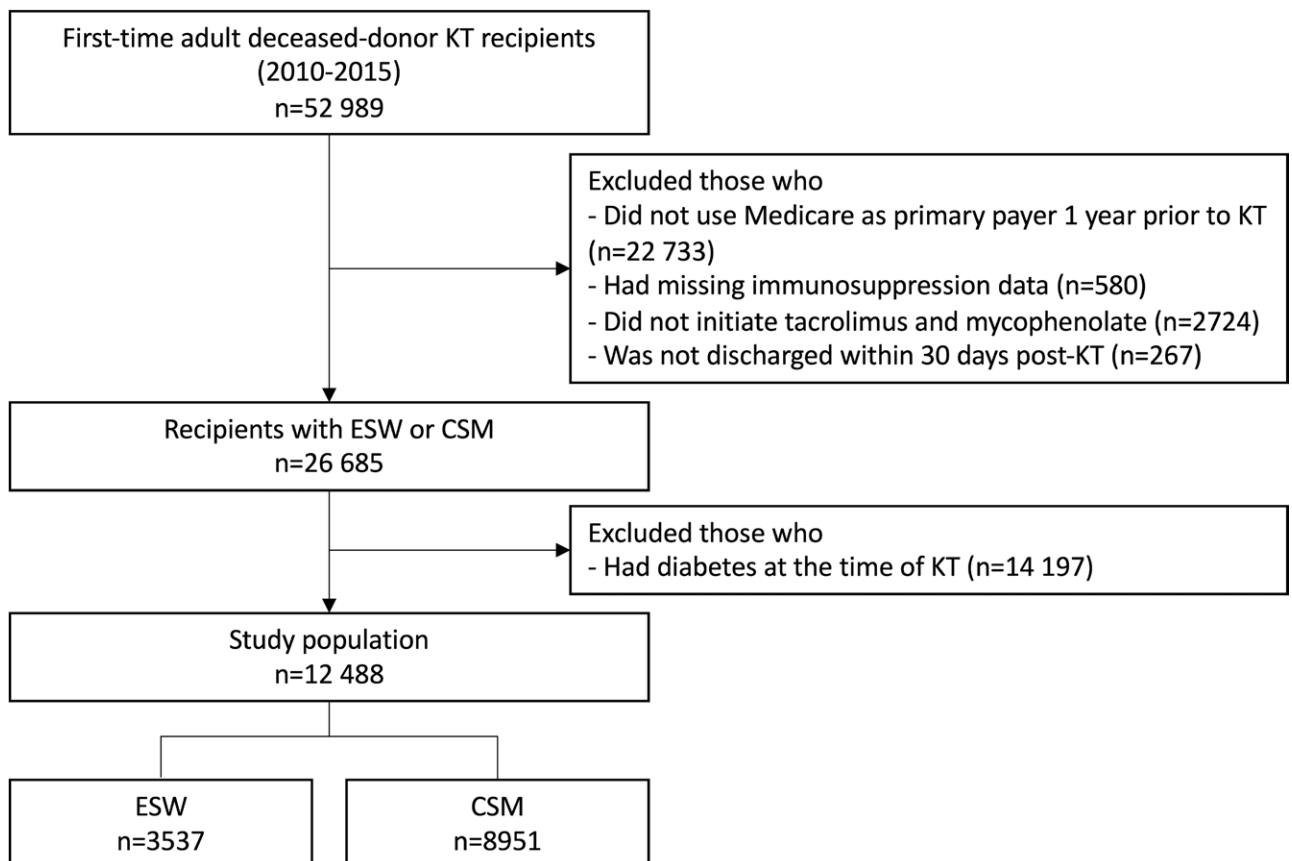 First-time adult deceased-donor KT recipients
(2010-2015)
n=52 989
Excluded those who
- Did not use Medicare as primary payer 1 year prior to KT
(n=22 733)
- Had missing immunosuppression data (n=580)
- Did not initiate tacrolimus and mycophenolate (n=2724)
- Was not discharged within 30 days post-KT (n=267)
Recipients with ESW or CSM
n=26 685
Excluded those who
- Had diabetes at the time of KT (n=14 197)
Study population
n=12 488
ESW
n=3537
CSM
n=8951